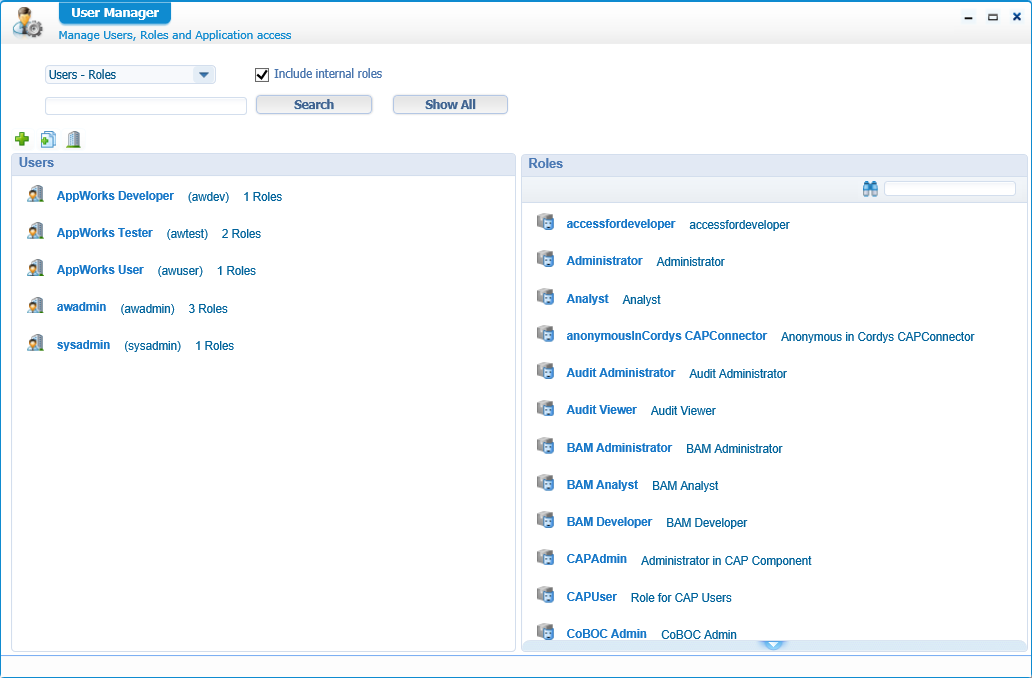 User Manager
Manage Users, Roles and Application access
Users - Roles
Include internal roles
Search
Show All
Users
AppWorks Developer (awdev) 1 Roles
AppWorks Tester (awtest) 2 Roles
AppWorks User (awuser) 1 Roles
awadmin (awadmin) 3 Roles
sysadmin (sysadmin) 1 Roles
Roles
accessfordeveloper accessfordeveloper
Administrator Administrator
Analyst Analyst
anonymousInCordys CAPConnector Anonymous in Cordys CAPConnector
Audit Administrator Audit Administrator
Audit Viewer Audit Viewer
BAM Administrator BAM Administrator
BAM Analyst BAM Analyst
BAM Developer BAM Developer
CAPAdmin Administrator in CAP Component
CAPUser Role for CAP Users
CoBOC Admin CoBOC Admin